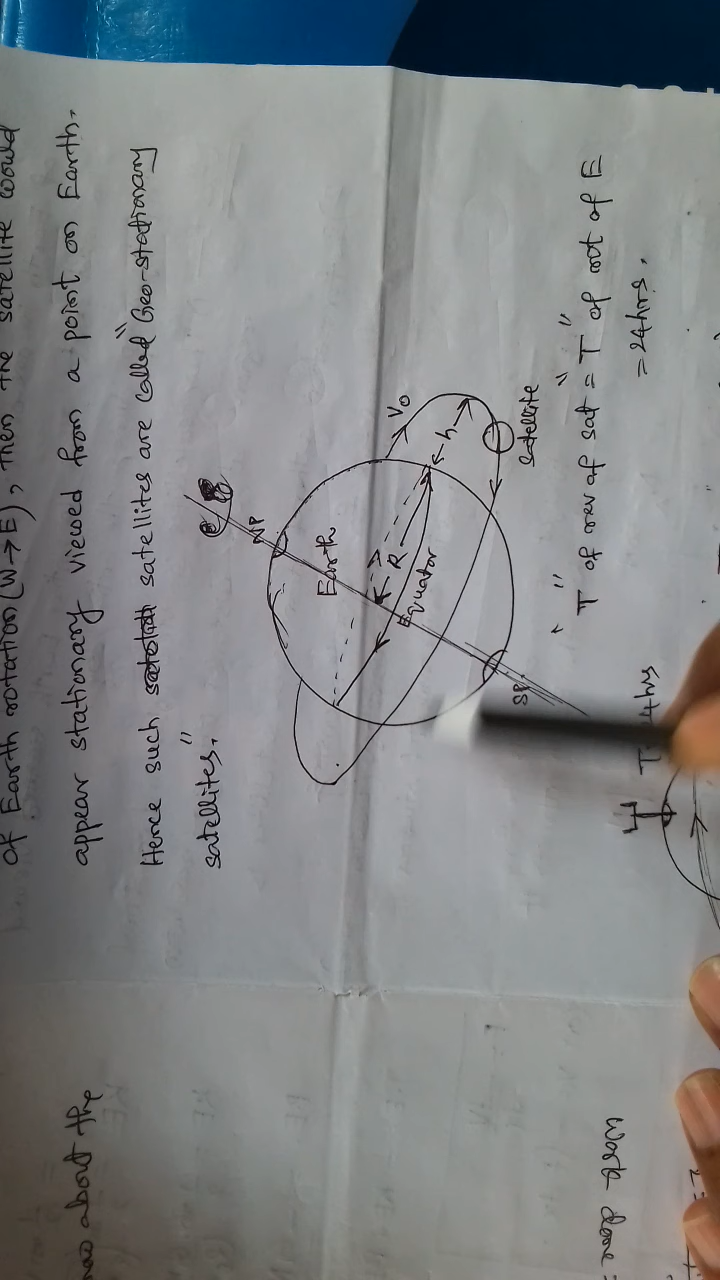 of Earth rotation (W→E), then the satellite would
appear stationary viewed from a point on Earth.
Hence such satellites are called "Geo-stationary
satellites."
NP
Earth
R
Equator
h
V₀
Satellite
SP
"T" of rev of sat = "T" of rot of E
= 24hrs.
about the
Work done =